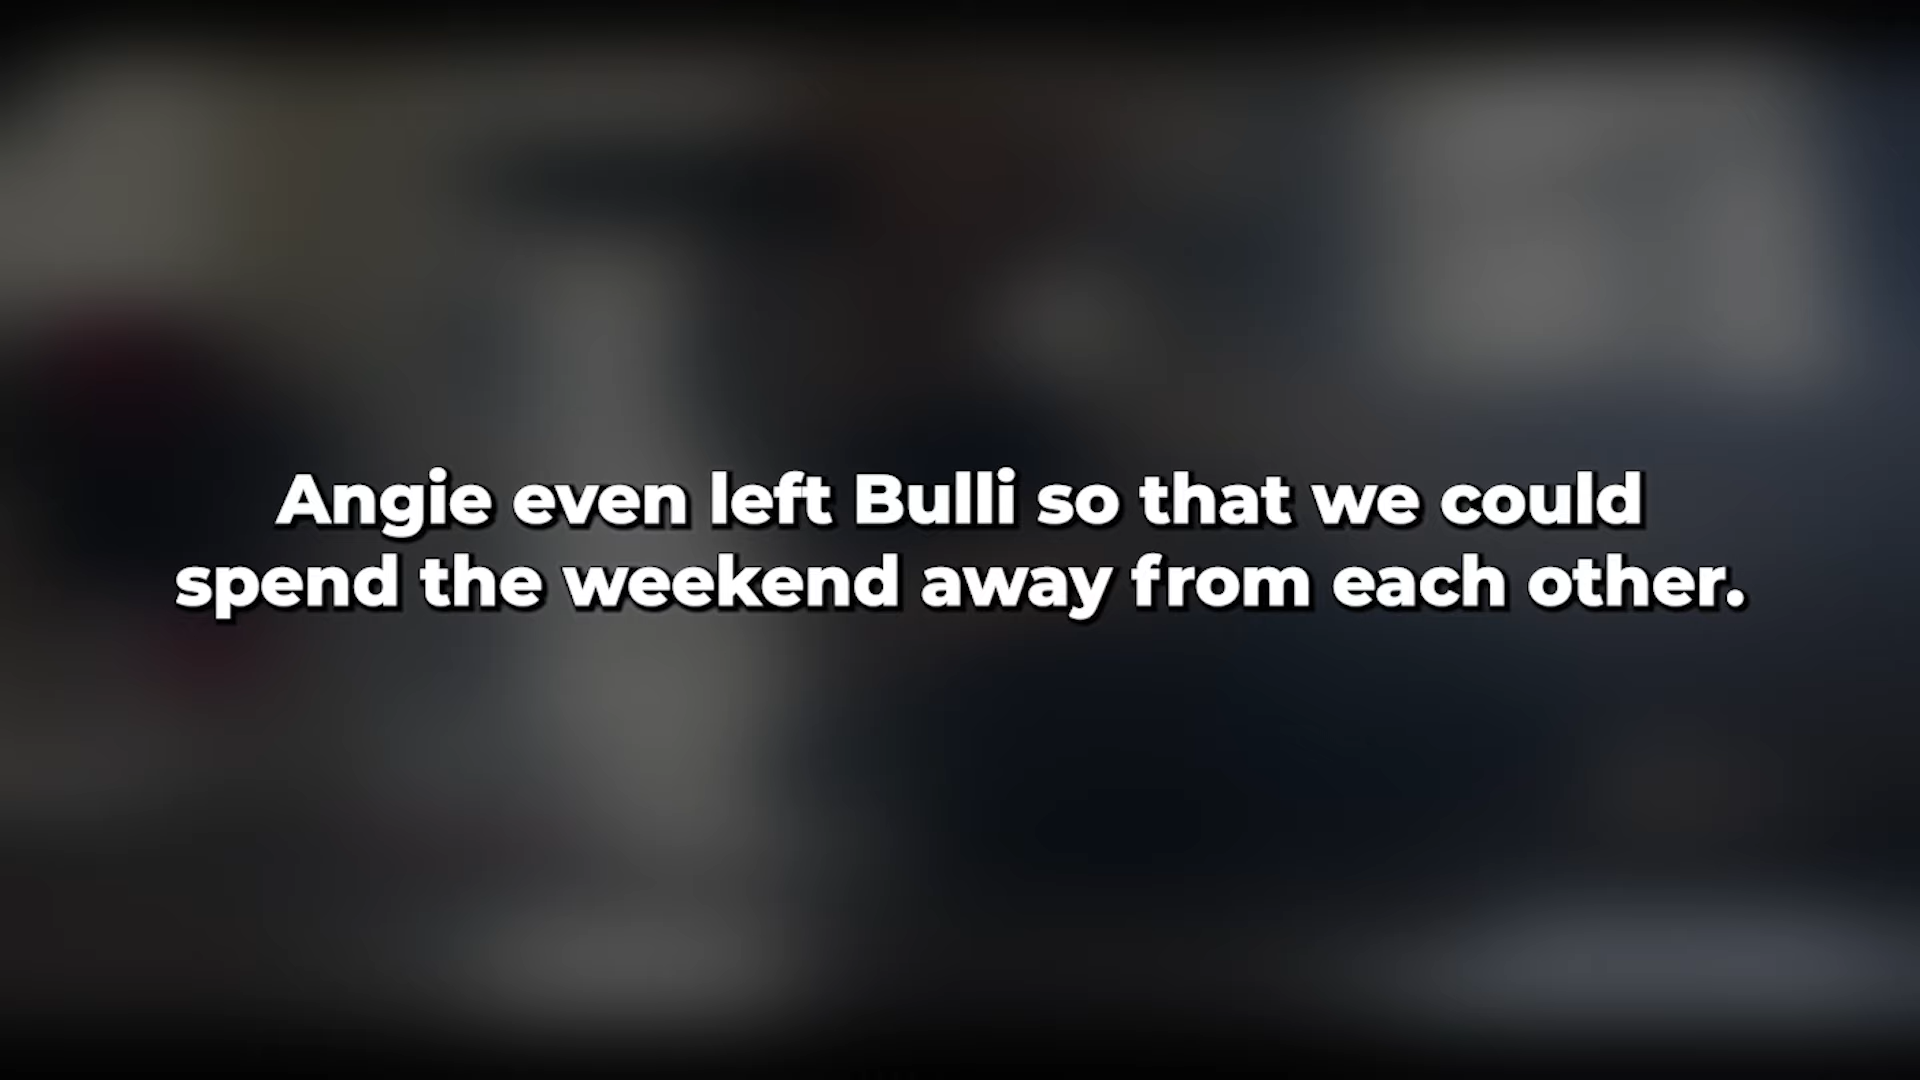 Angie even left Bulli so that we could
spend the weekend away from each other.